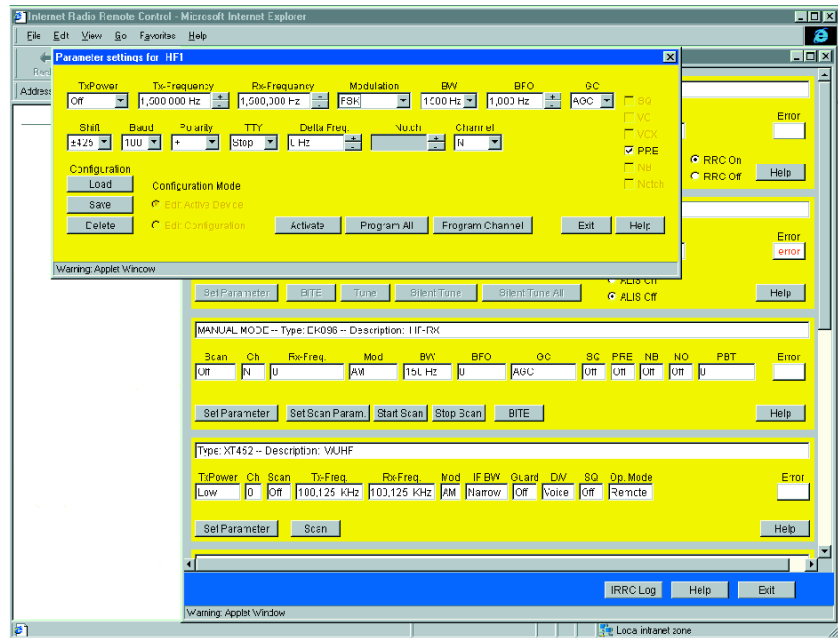 Internet Radio Remote Control - Microsoft Internet Explorer
File Edit View Go Favorites Help
Parameter settings for HF1
Address
TxPower Tx-Frequency Rx-Frequency Modulation BW BFO GC
Off 1,500,000 Hz 1,500,000 Hz FSK 1500 Hz 1,000 Hz AGC
SQ
VC
VCX
PRE
NB
Notch
Shift Baud Polarity TTY Delta Freq. Notch Channel
±425 100 + Stop 0 Hz N
Configuration
Load
Save
Delete
Configuration Mode
Edit Active Device
Edit Configuration
Activate Program All Program Channel Exit Help
Warning: Applet Window
Error
RRC On
RRC Off
Help
Error
error
ALIS Off
Set Parameter BITE Tune Silent Tune Silent Tune All Help
MANUAL MODE -- Type: EK096 -- Description: HF-RX
Scan Ch Rx-Freq. Mod BW BFO GC SQ PRE NB NO PBT Error
Off N 0 AM 150 Hz 0 AGC Off Off Off Off 0
Set Parameter Set Scan Param. Start Scan Stop Scan BITE Help
Type: XT452 -- Description: V/UHF
TxPower Ch Scan Tx-Freq. Rx-Freq. Mod IF BW Guard D/V SQ Op. Mode Error
Low 0 Off 100,125 KHz 100,125 KHz AM Narrow Off Voice Off Remote
Set Parameter Scan Help
IRRC Log Help Exit
Warning: Applet Window
Local intranet zone